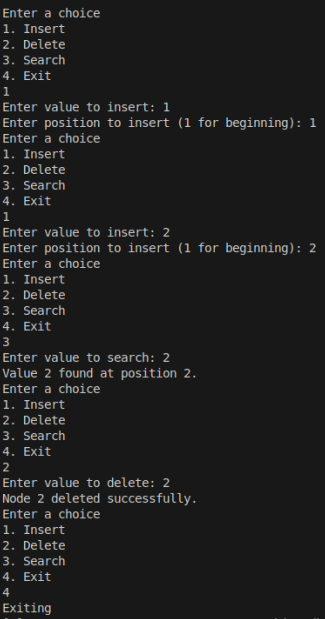 Enter a choice
1. Insert
2. Delete
3. Search
4. Exit
1
Enter value to insert: 1
Enter position to insert (1 for beginning): 1
Enter a choice
1. Insert
2. Delete
3. Search
4. Exit
1
Enter value to insert: 2
Enter position to insert (1 for beginning): 2
Enter a choice
1. Insert
2. Delete
3. Search
4. Exit
3
Enter value to search: 2
Value 2 found at position 2.
Enter a choice
1. Insert
2. Delete
3. Search
4. Exit
2
Enter value to delete: 2
Node 2 deleted successfully.
Enter a choice
1. Insert
2. Delete
3. Search
4. Exit
4
Exiting